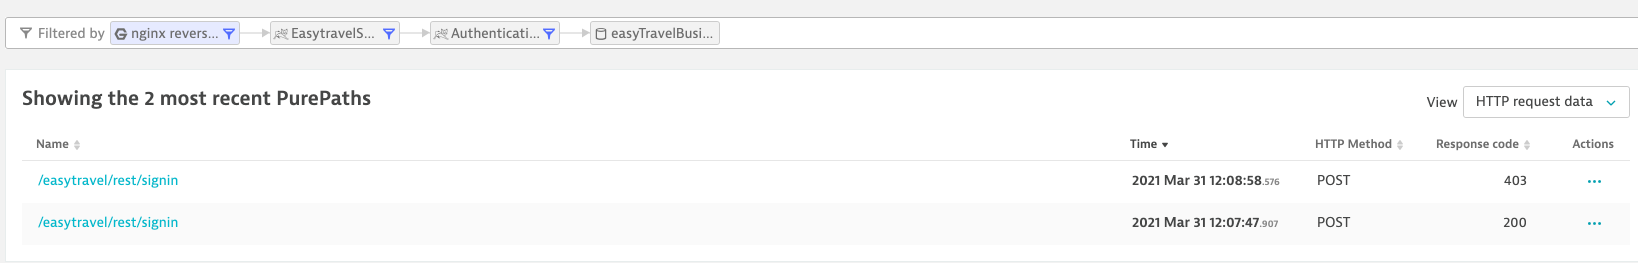 Filtered by nginx revers... EasytravelS... Authenticati... easyTravelBusi...
Showing the 2 most recent PurePaths
View HTTP request data
Name Time HTTP Method Response code Actions
/easytravel/rest/signin 2021 Mar 31 12:08:58.576 POST 403 ...
/easytravel/rest/signin 2021 Mar 31 12:07:47.907 POST 200 ...